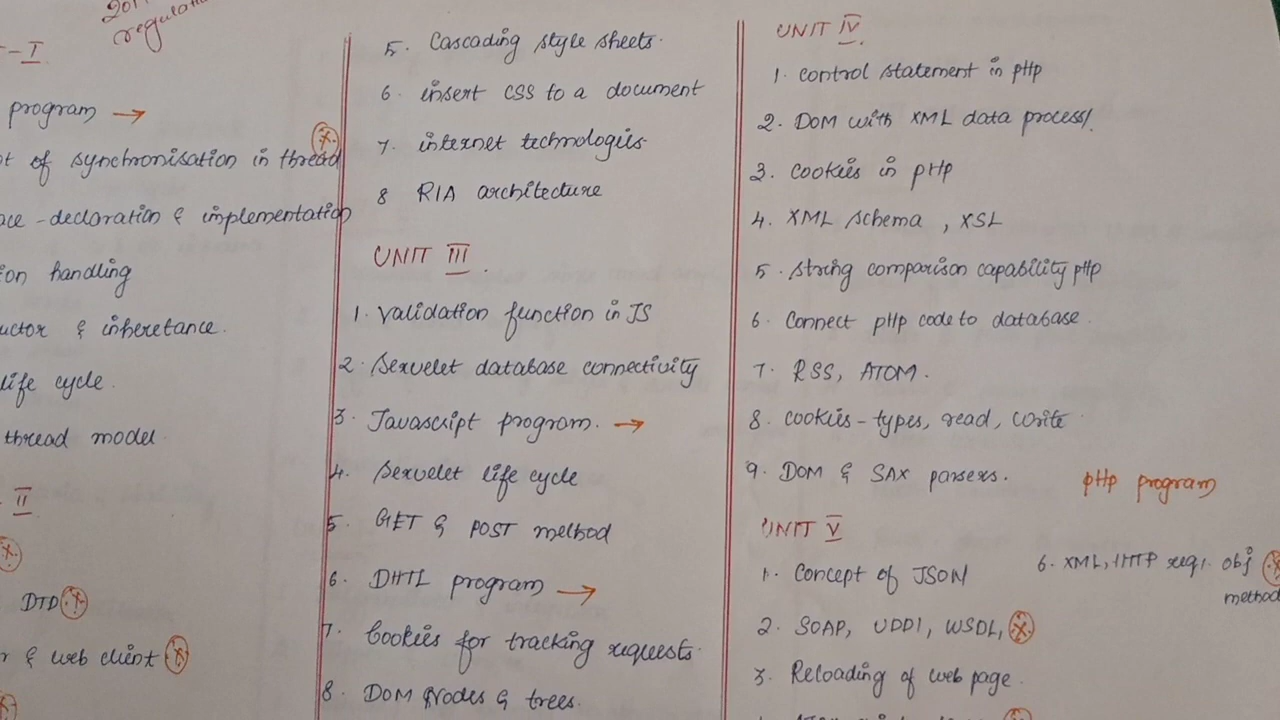 regula
- I
program →
of synchronisation in thread
ace - declaration & implementation
ion handling
uctor & inheretance.
life cycle.
thread model
II
DTD
r & web client
5. Cascading style sheets.
6. insert CSS to a document
7. internet technologies
8 RIA architecture
UNIT III
1. validation function in JS
2. Servelet database connectivity
3. Javascript program. →
4. Servelet life cycle
5. GET & POST method
6. DHTL program →
7. Cookies for tracking requests.
8. DOM nodes & trees.
UNIT IV
1. control statement in pHp
2. DOM with XML data process/.
3. cookies in pHp
4. XML schema , XSL
5. string comparison capability pHp
6. Connect pHp code to database.
7. RSS, ATOM.
8. cookies - types, read, write
9. DOM & SAX parsers.
pHp program
UNIT V
1. Concept of JSON
2. SOAP, UDDI, WSDL,
3. Reloading of web page.
6. XML, HTTP req. obj
method